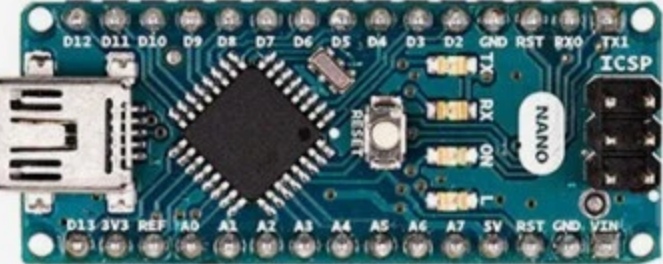 D12 D11 D10 D9 D8 D7 D6 D5 D4 D3 D2 GND RST RX0 TX1
ICSP
TX
RX
ON
L
RESET
NANO
D13 3V3 REF A0 A1 A2 A3 A4 A5 A6 A7 5V RST GND VIN